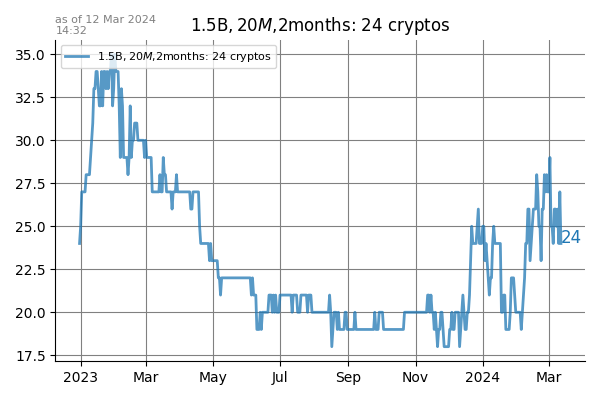 as of 12 Mar 2024
14:32
1.5B, 20M,2months: 24 cryptos
1.5B, 20M,2months: 24 cryptos
35.0
32.5
30.0
27.5
25.0
22.5
20.0
17.5
24
2023 Mar May Jul Sep Nov 2024 Mar